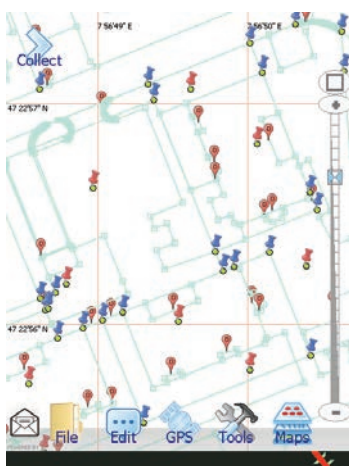 7 56'49" E
7 56'50" E
Collect
47 22'57" N
47 22'56" N
File
Edit
GPS
Tools
Maps